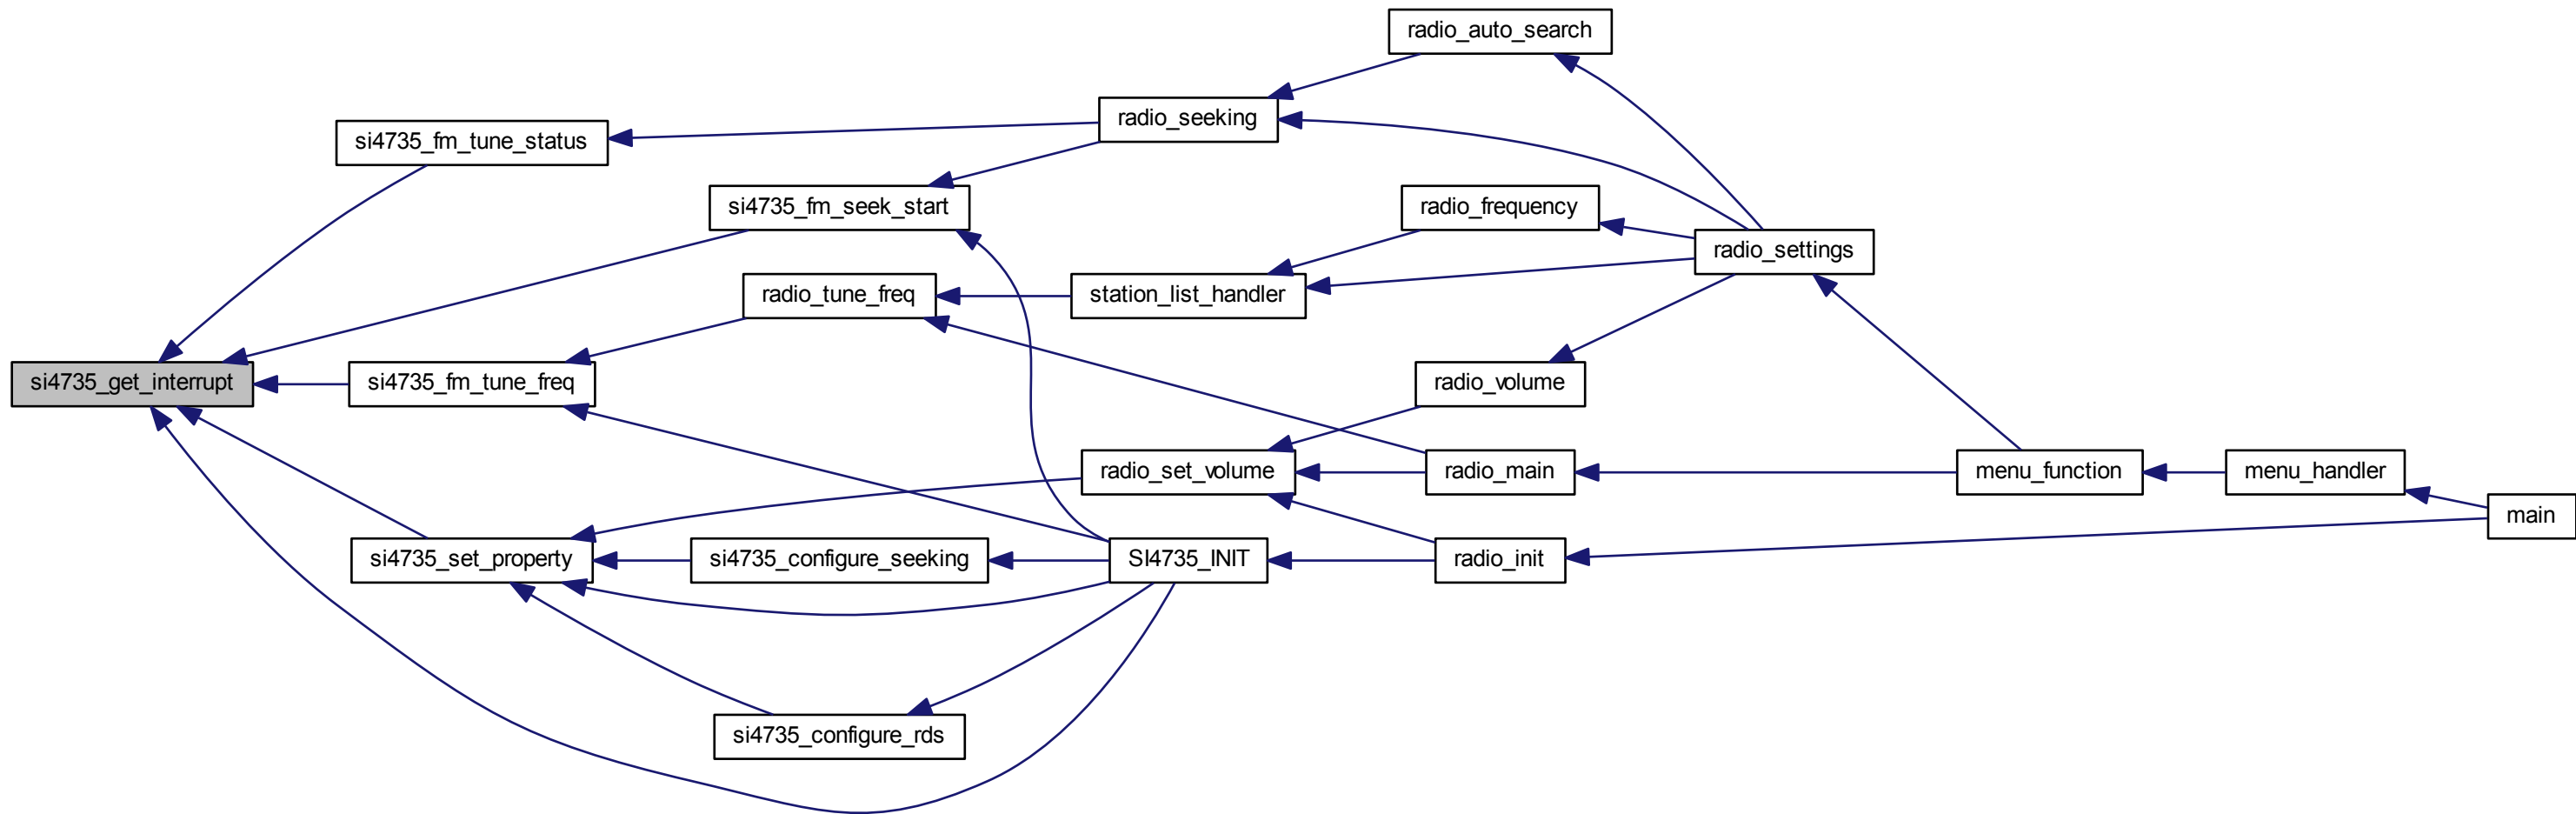 radio_auto_search
radio_seeking
si4735_fm_tune_status
si4735_fm_seek_start
radio_frequency
radio_settings
radio_tune_freq
station_list_handler
si4735_get_interrupt
si4735_fm_tune_freq
radio_volume
radio_set_volume
radio_main
menu_function
menu_handler
main
si4735_set_property
si4735_configure_seeking
SI4735_INIT
radio_init
si4735_configure_rds